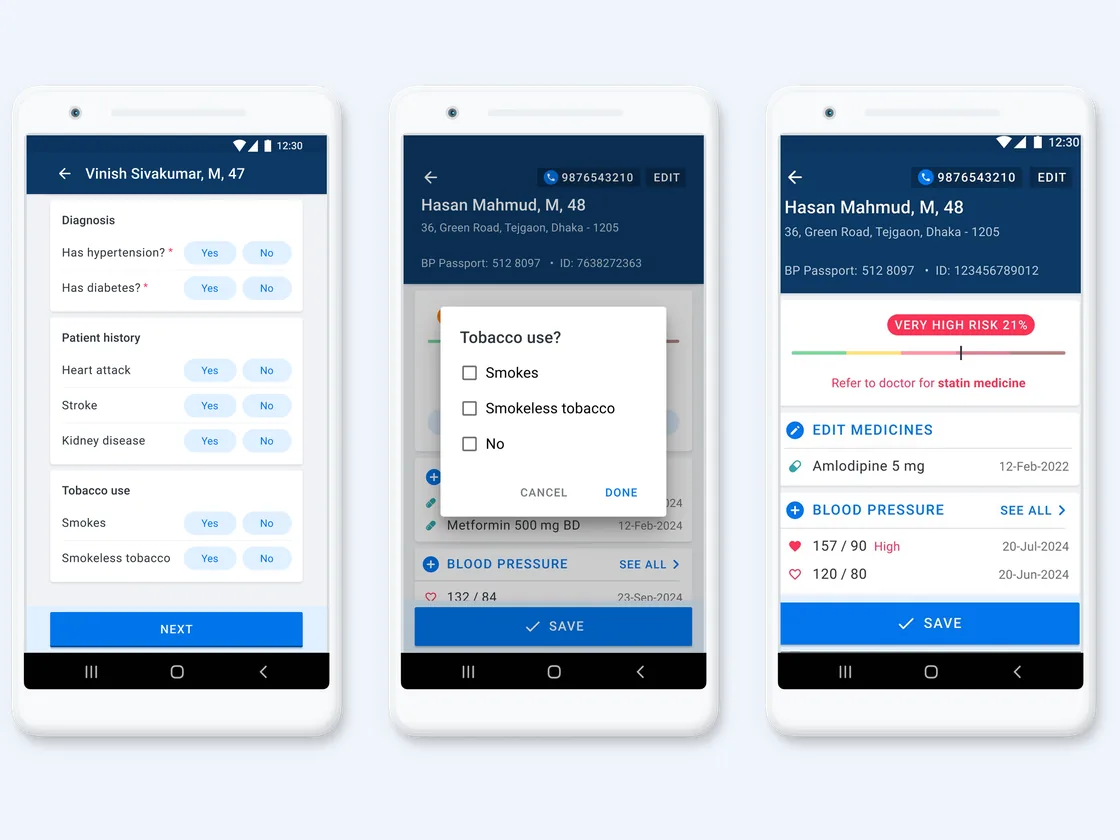 12:30
Vinish Sivakumar, M, 47
Diagnosis
Has hypertension? * Yes No
Has diabetes? * Yes No
Patient history
Heart attack Yes No
Stroke Yes No
Kidney disease Yes No
Tobacco use
Smokes Yes No
Smokeless tobacco Yes No
NEXT
9876543210 EDIT
Hasan Mahmud, M, 48
36, Green Road, Tejgaon, Dhaka - 1205
BP Passport: 512 8097 • ID: 7638272363
Tobacco use?
Smokes
Smokeless tobacco
No
CANCEL DONE
024
Metformin 500 mg BD 12-Feb-2024
BLOOD PRESSURE SEE ALL
132 / 84 23-Sep-2024
SAVE
12:30
9876543210 EDIT
Hasan Mahmud, M, 48
36, Green Road, Tejgaon, Dhaka - 1205
BP Passport: 512 8097 • ID: 123456789012
VERY HIGH RISK 21%
Refer to doctor for statin medicine
EDIT MEDICINES
Amlodipine 5 mg 12-Feb-2022
BLOOD PRESSURE SEE ALL
157 / 90 High 20-Jul-2024
120 / 80 20-Jun-2024
SAVE